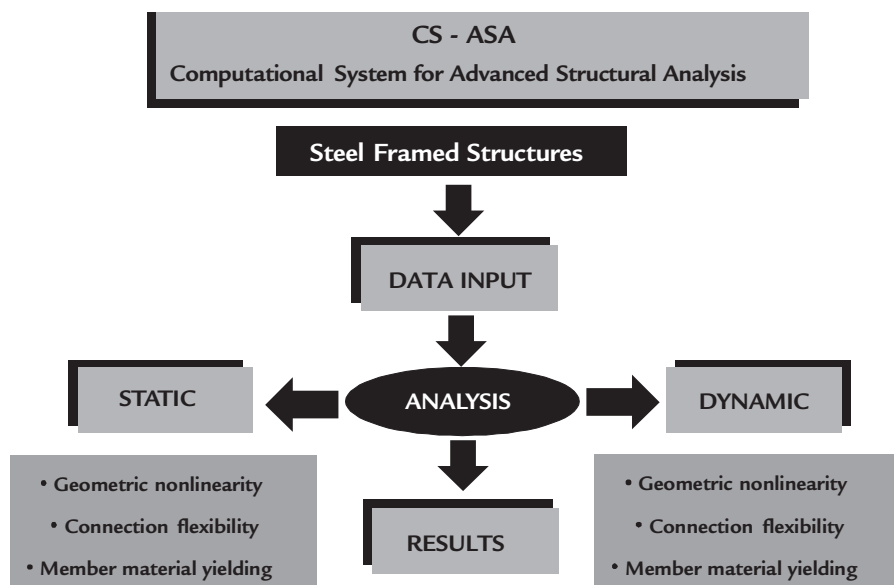 CS - ASA
Computational System for Advanced Structural Analysis
Steel Framed Structures
DATA INPUT
STATIC
ANALYSIS
DYNAMIC
• Geometric nonlinearity
• Connection flexibility
• Member material yielding
RESULTS
• Geometric nonlinearity
• Connection flexibility
• Member material yielding